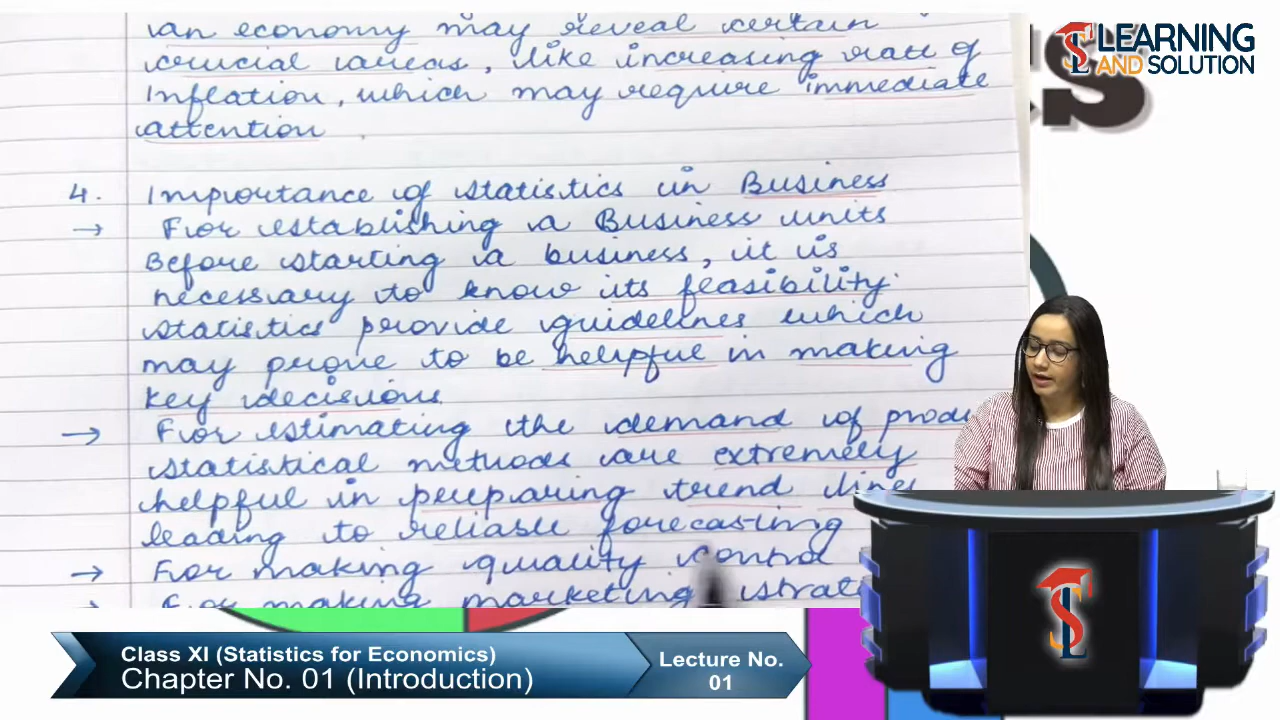 an economy may reveal certain
crucial areas, like increasing rate of
Inflation, which may require immediate
attention
4. Importance of statistics in Business
→ For establishing a Business units
Before starting a business, it is
necessary to know its feasibility
statistics provide guidelines which
may prove to be helpful in making
key decisions
→ For estimating the demand of produ
statistical methods are extremely
helpful in preparing trend lines
leading to reliable forecasting
→ For making quality control
For making marketing strat
LEARNING
AND SOLUTION
CS
Class XI (Statistics for Economics)
Chapter No. 01 (Introduction)
Lecture No.
01